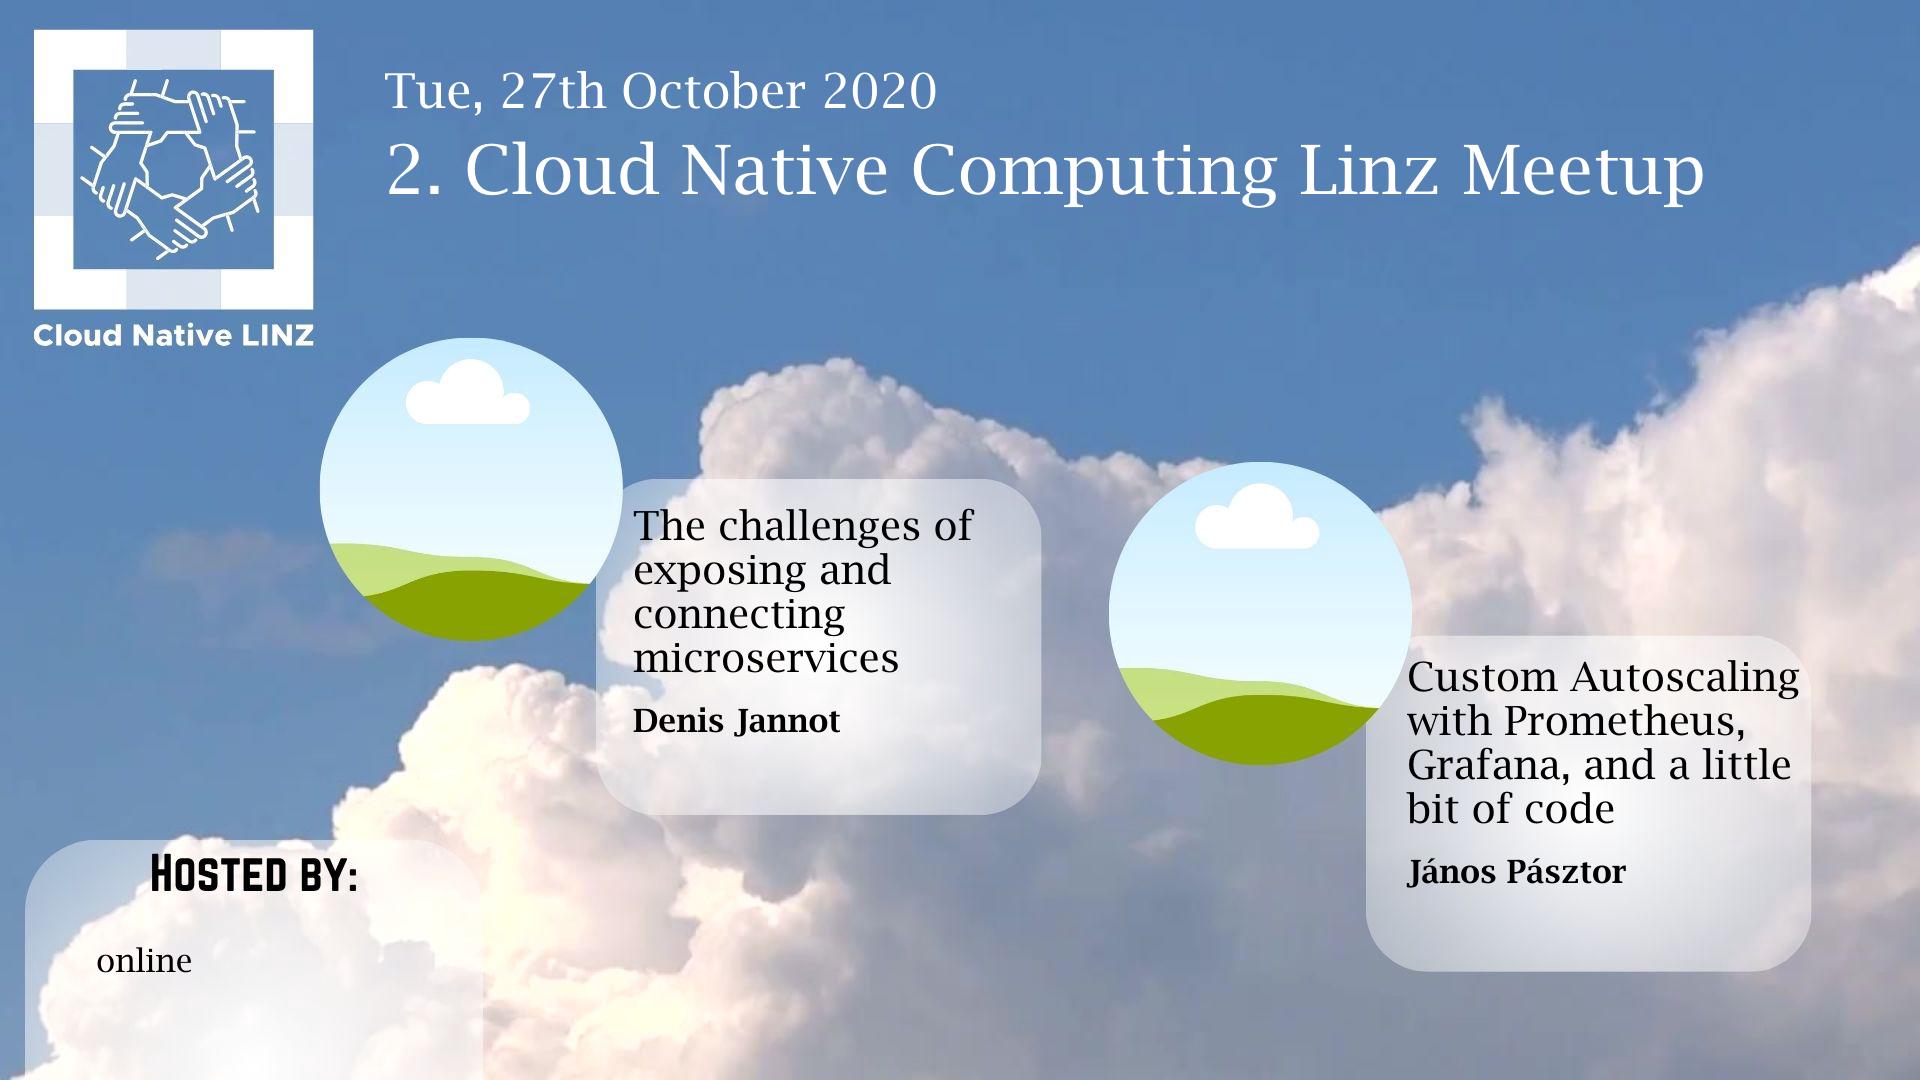 Tue, 27th October 2020
2. Cloud Native Computing Linz Meetup
Cloud Native LINZ
The challenges of
exposing and
connecting
microservices
Denis Jannot
Custom Autoscaling
with Prometheus,
Grafana, and a little
bit of code
János Pásztor
HOSTED BY:
online